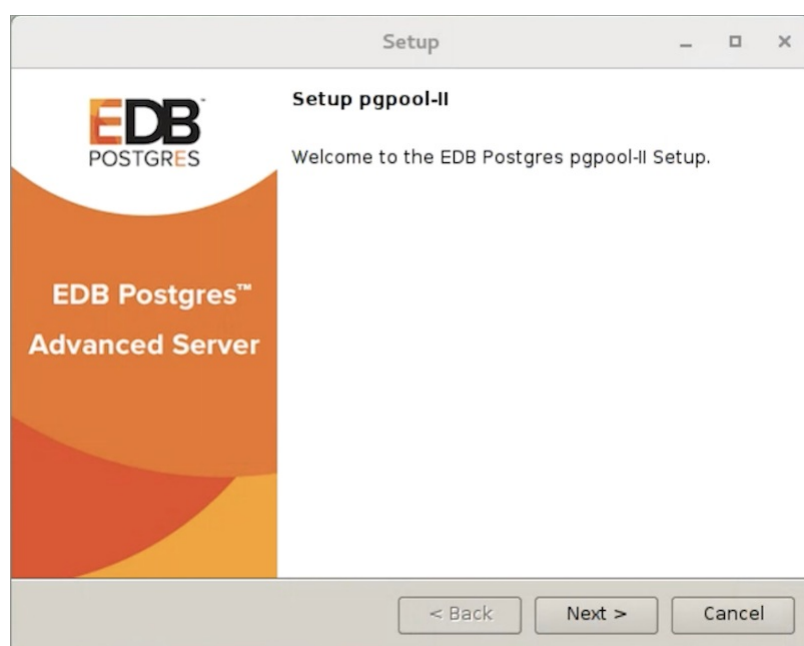 Setup
EDB™
POSTGRES
Setup pgpool-II
Welcome to the EDB Postgres pgpool-II Setup.
EDB Postgres™
Advanced Server
< Back
Next >
Cancel